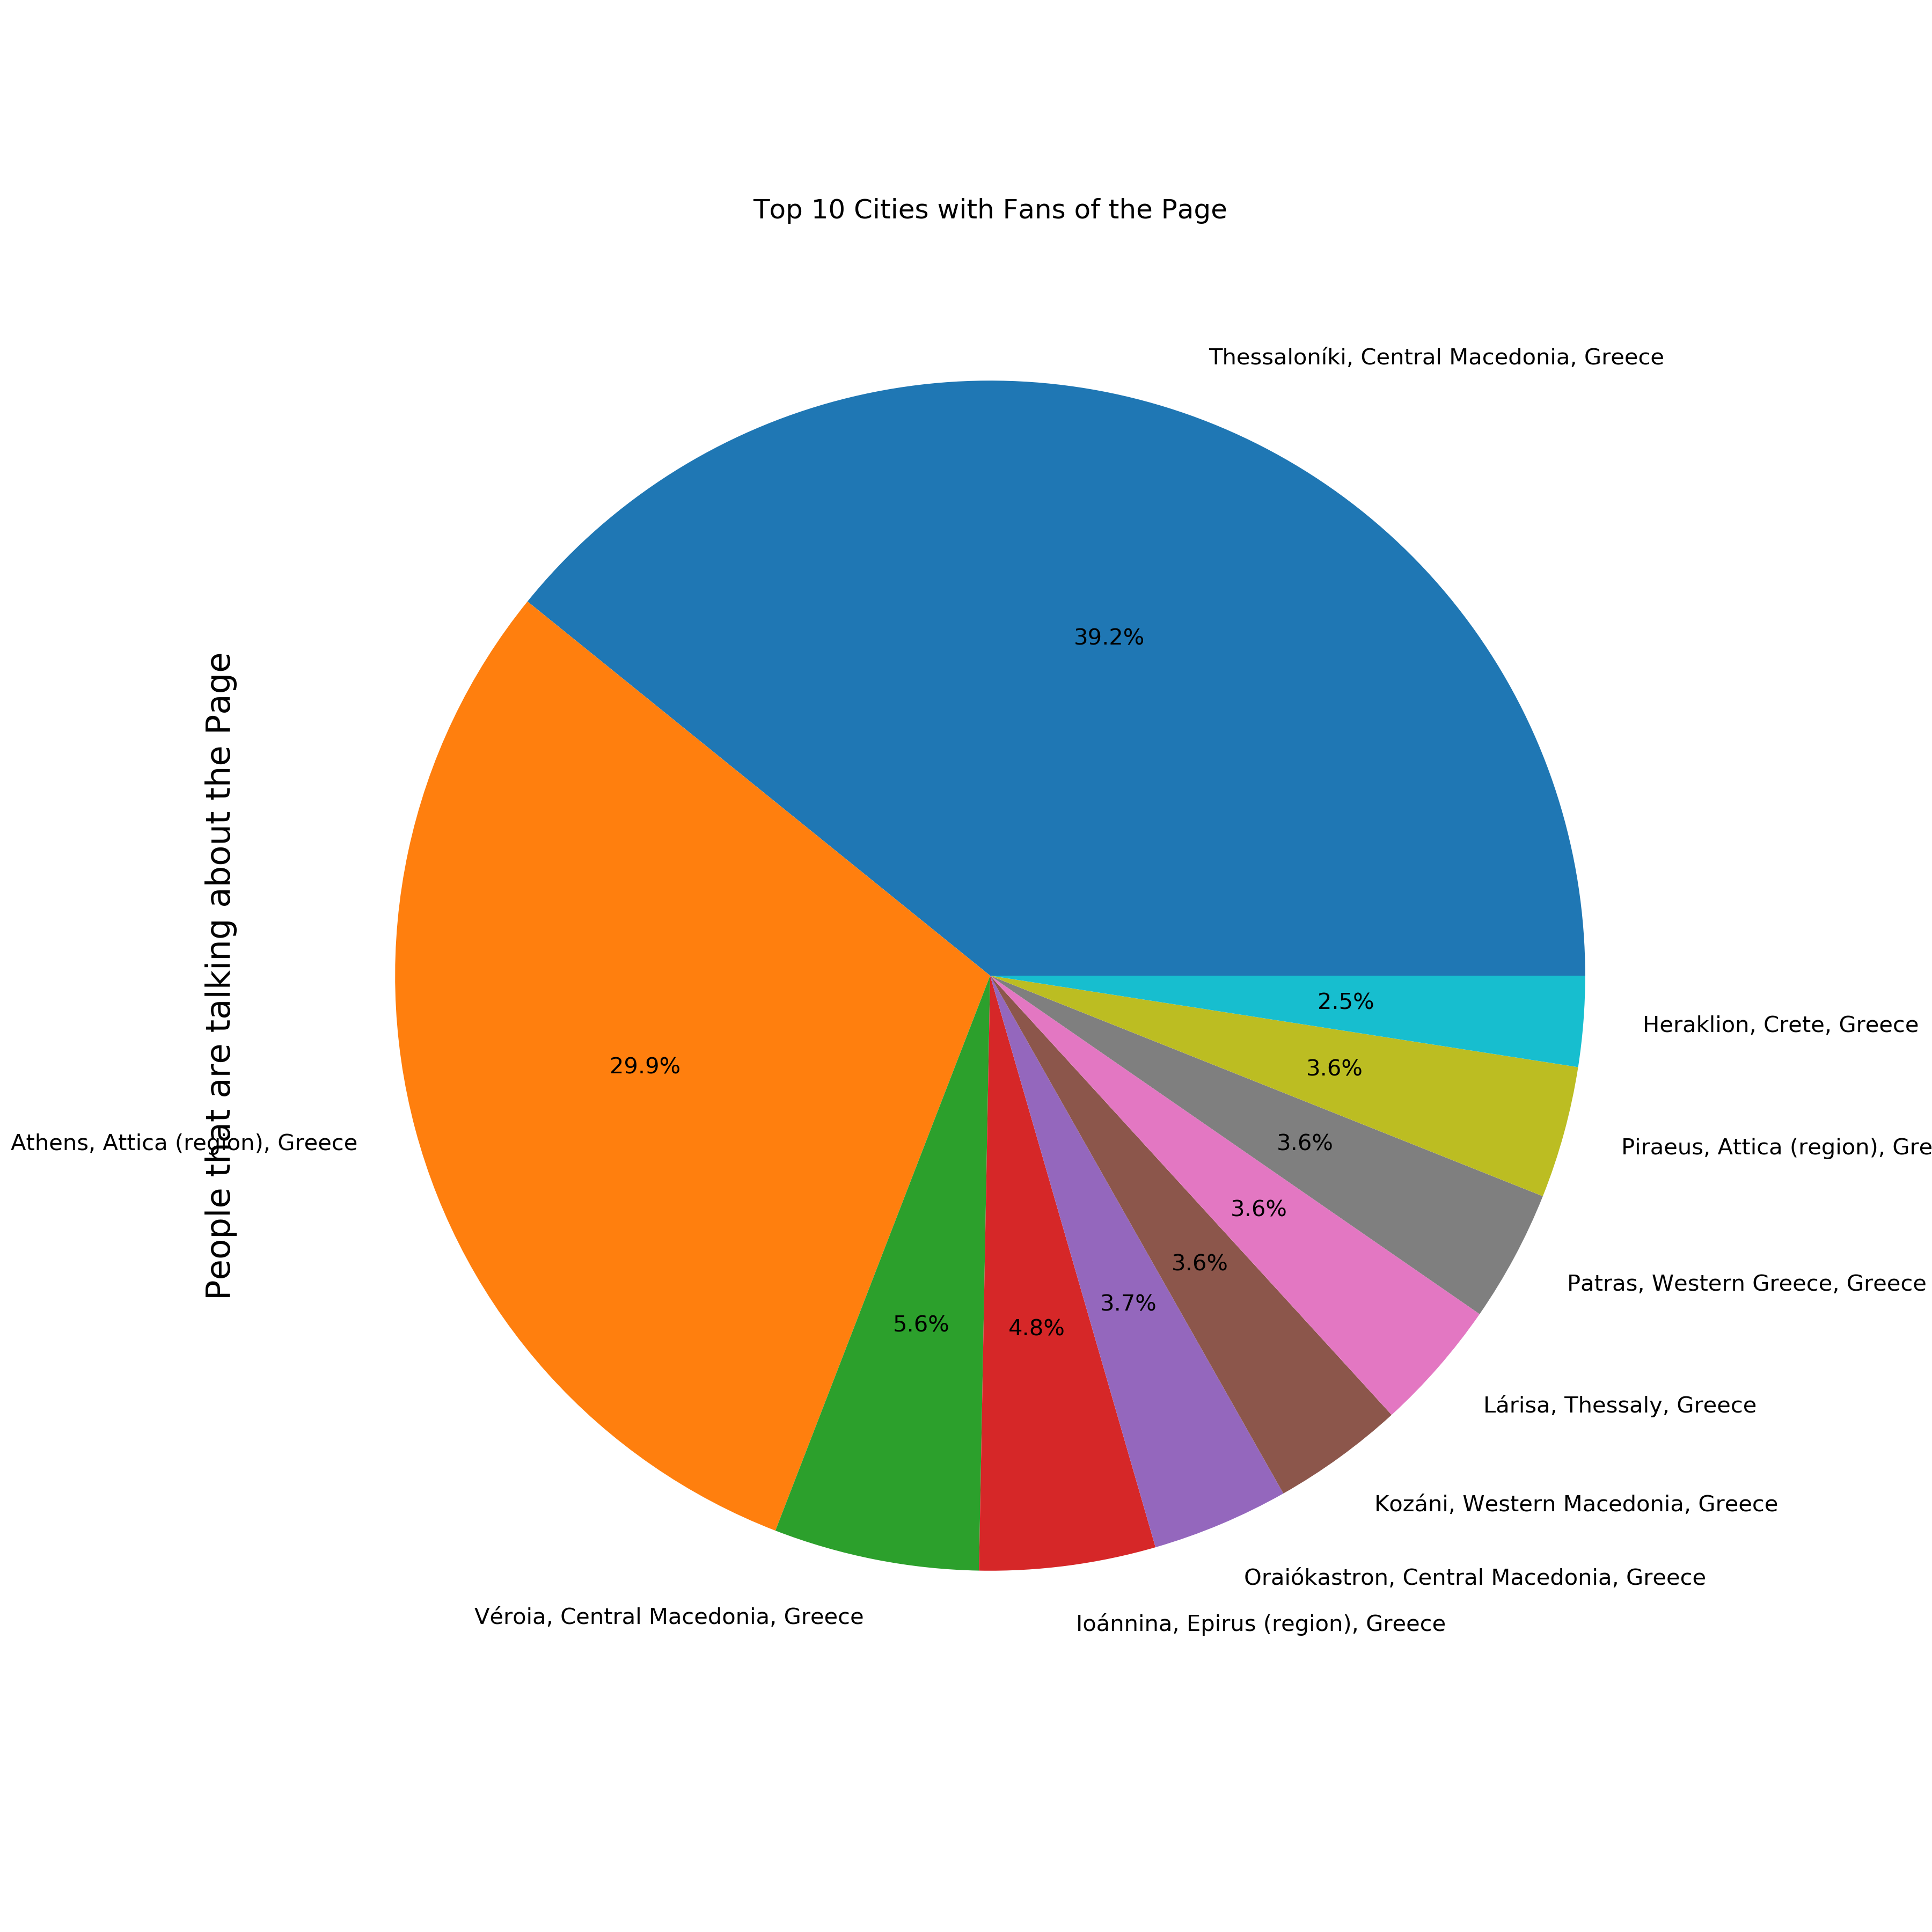 Top 10 Cities with Fans of the Page
People that are talking about the Page
Thessaloníki, Central Macedonia, Greece
39.2%
Athens, Attica (region), Greece
29.9%
Véroia, Central Macedonia, Greece
5.6%
Ioánnina, Epirus (region), Greece
4.8%
Oraiókastron, Central Macedonia, Greece
3.7%
Kozáni, Western Macedonia, Greece
3.6%
Lárisa, Thessaly, Greece
3.6%
Patras, Western Greece, Greece
3.6%
Piraeus, Attica (region), Gre
3.6%
Heraklion, Crete, Greece
2.5%